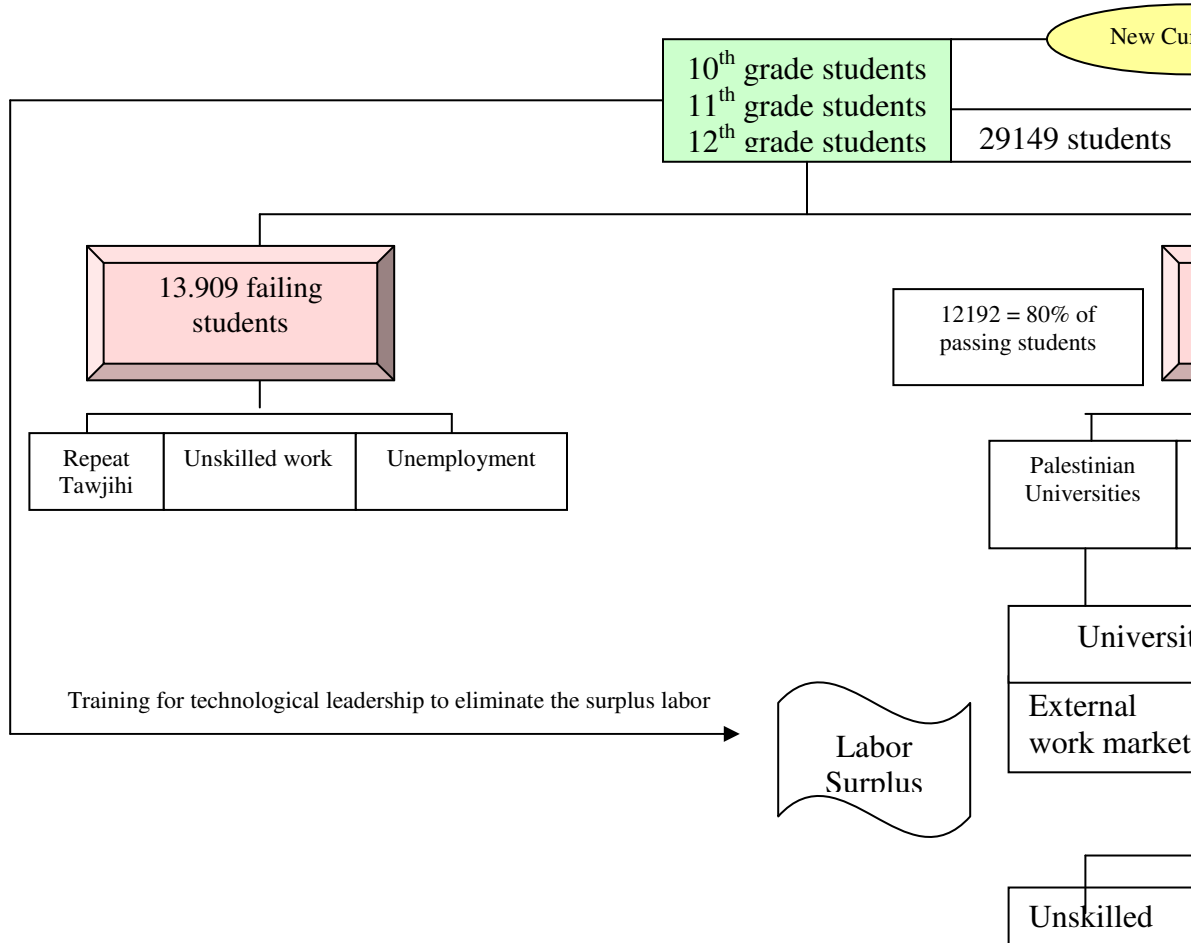 New
10th grade students
11th grade students
12th grade students
29149 students
13.909 failing
students
12192 = 80% of
passing students
Repeat
Tawjihi
Unskilled work
Unemployment
Palestinian
Universities
External
work market
Training for technological leadership to eliminate the surplus labor
Labor
Surplus
Unskilled